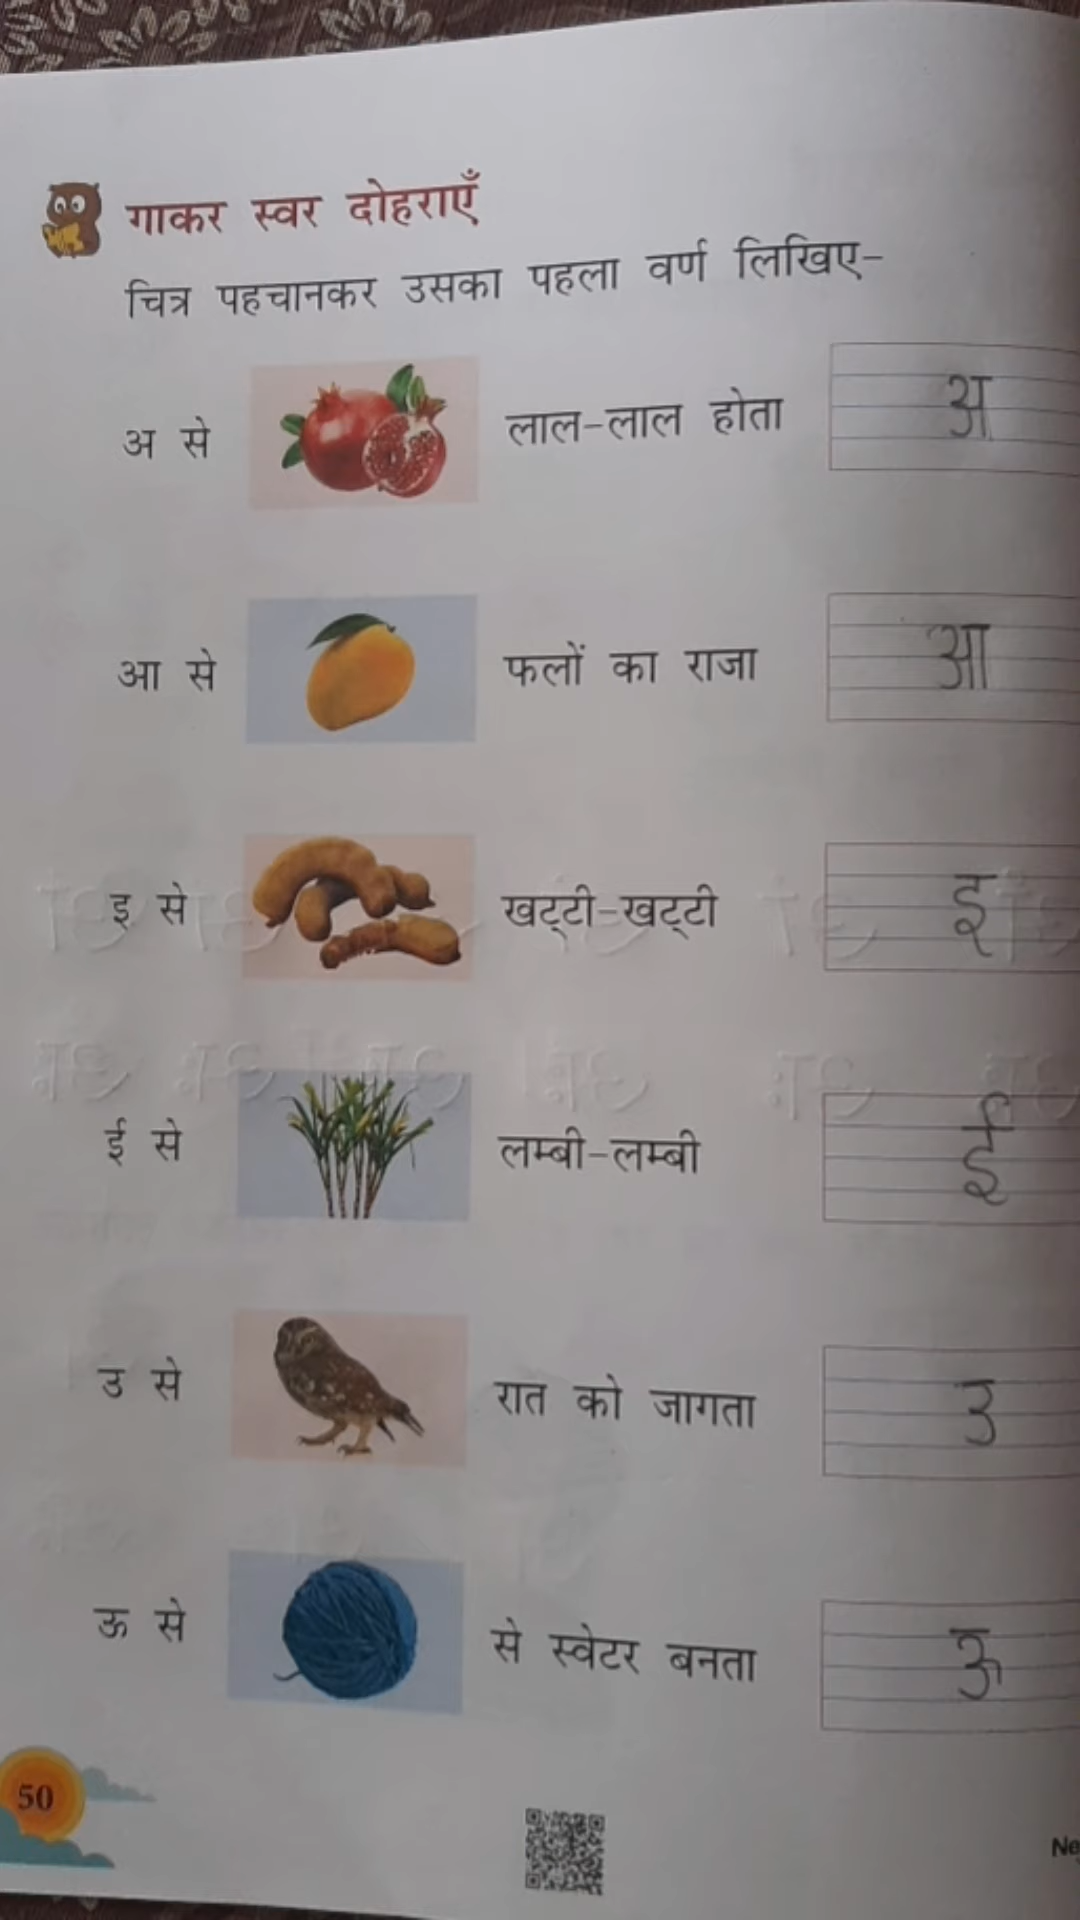 गाकर स्वर दोहराएँ
चित्र पहचानकर उसका पहला वर्ण लिखिए-
अ से लाल-लाल होता अ
आ से फलों का राजा आ
इ से खट्टी-खट्टी इ
ई से लम्बी-लम्बी ई
उ से रात को जागता उ
ऊ से से स्वेटर बनता ऊ
50